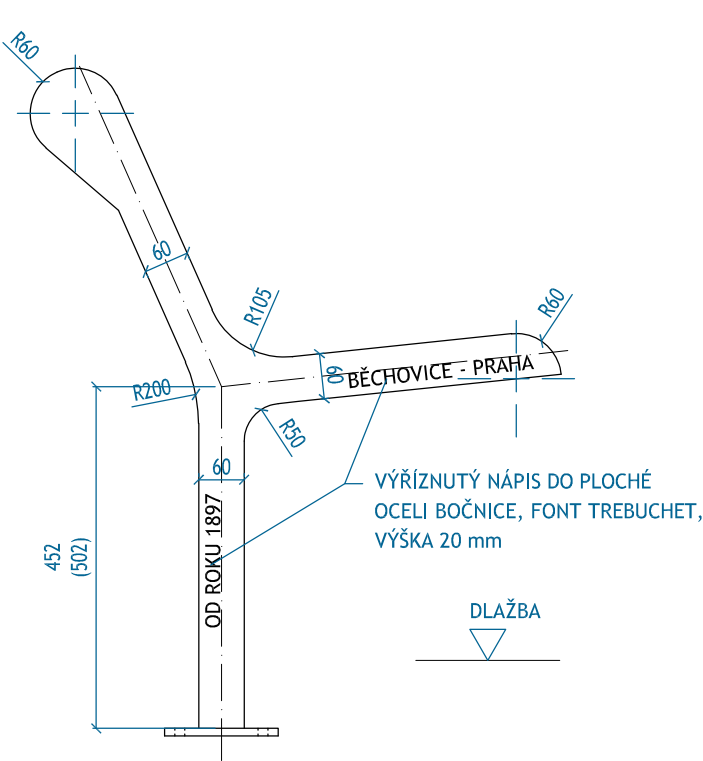 R60
60
R105
R60
60
BĚCHOVICE - PRAHA
R200
R50
60
VÝŘÍZNUTÝ NÁPIS DO PLOCHÉ
OCELI BOČNICE, FONT TREBUCHET,
VÝŠKA 20 mm
OD ROKU 1897
452
(502)
DLAŽBA